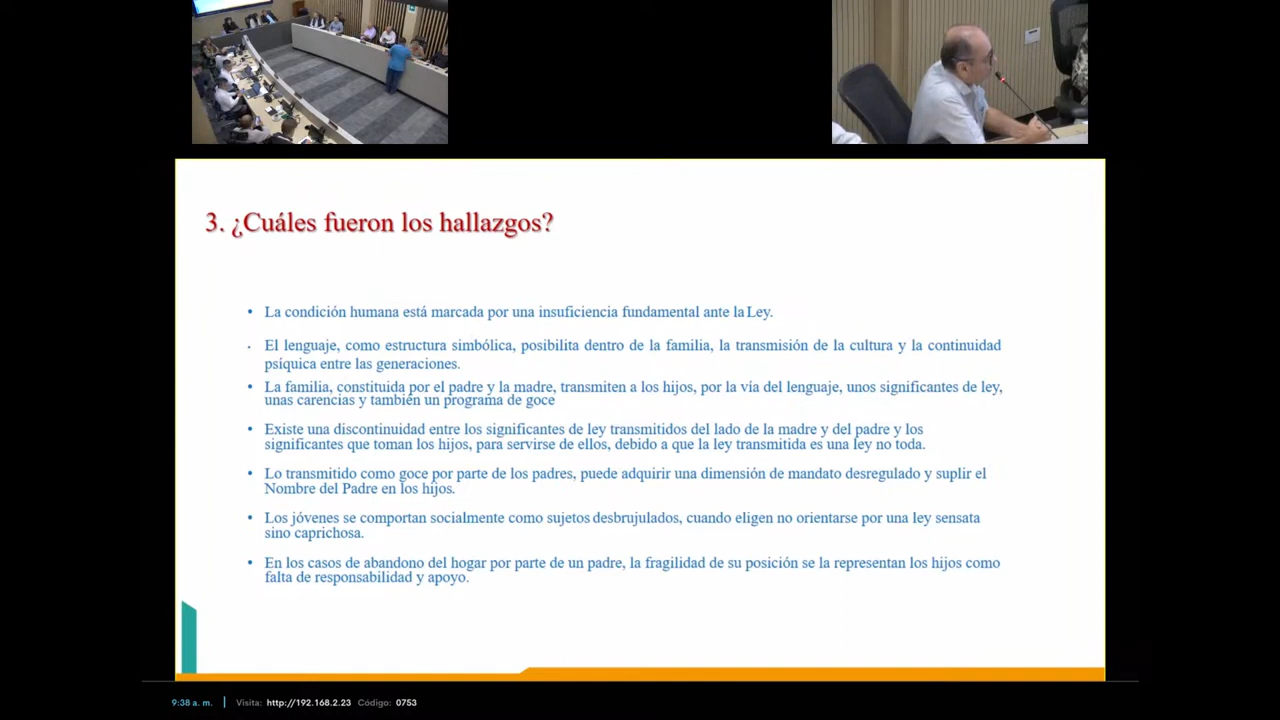 3. ¿Cuáles fueron los hallazgos?
• La condición humana está marcada por una insuficiencia fundamental ante la Ley.
• El lenguaje, como estructura simbólica, posibilita dentro de la familia, la transmisión de la cultura y la continuidad
psíquica entre las generaciones.
• La familia, constituida por el padre y la madre, transmiten a los hijos, por la vía del lenguaje, unos significantes de ley,
unas carencias y también un programa de goce
• Existe una discontinuidad entre los significantes de ley transmitidos del lado de la madre y del padre y los
significantes que toman los hijos, para servirse de ellos, debido a que la ley transmitida es una ley no toda.
• Lo transmitido como goce por parte de los padres, puede adquirir una dimensión de mandato desregulado y suplir el
Nombre del Padre en los hijos.
• Los jóvenes se comportan socialmente como sujetos desbrujulados, cuando eligen no orientarse por una ley sensata
sino caprichosa.
• En los casos de abandono del hogar por parte de un padre, la fragilidad de su posición se la representan los hijos como
falta de responsabilidad y apoyo.
9:38 a. m. | Visita: http://192.168.2.23 Código: 0753